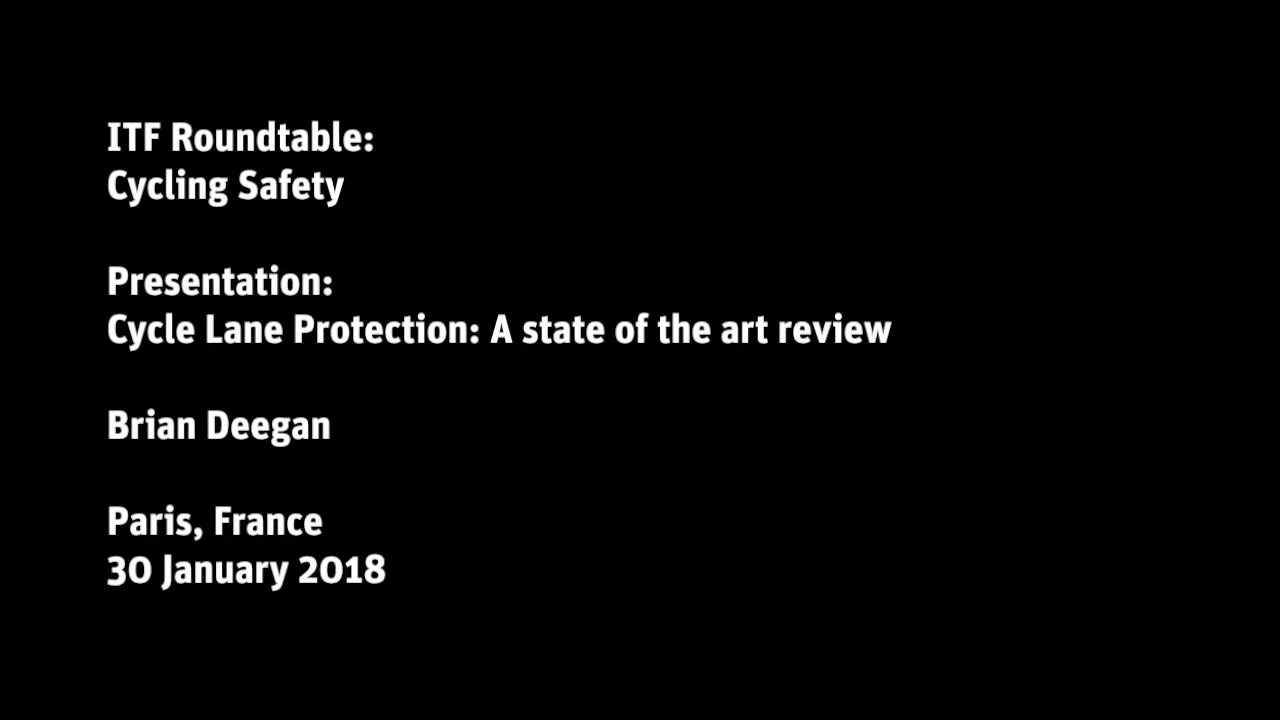 ITF Roundtable:
Cycling Safety
Presentation:
Cycle Lane Protection: A state of the art review
Brian Deegan
Paris, France
30 January 2018